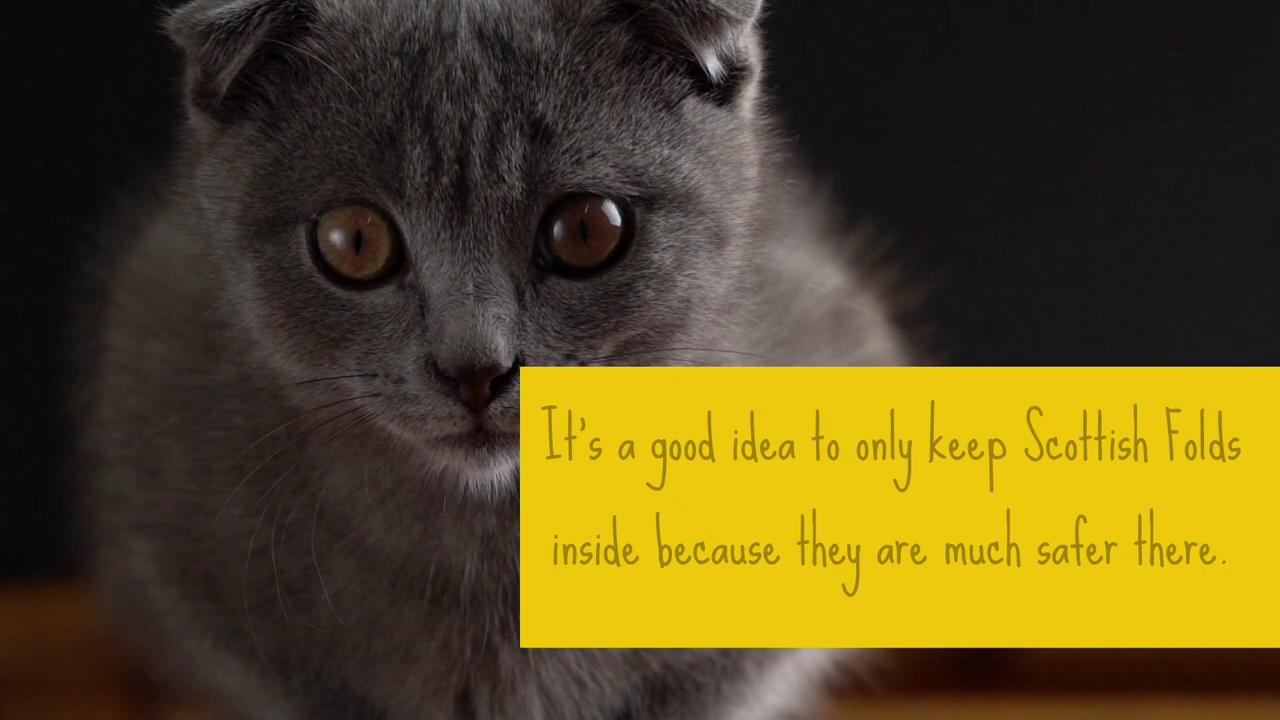 It's a good idea to only keep Scottish Folds
inside because they are much safer there.